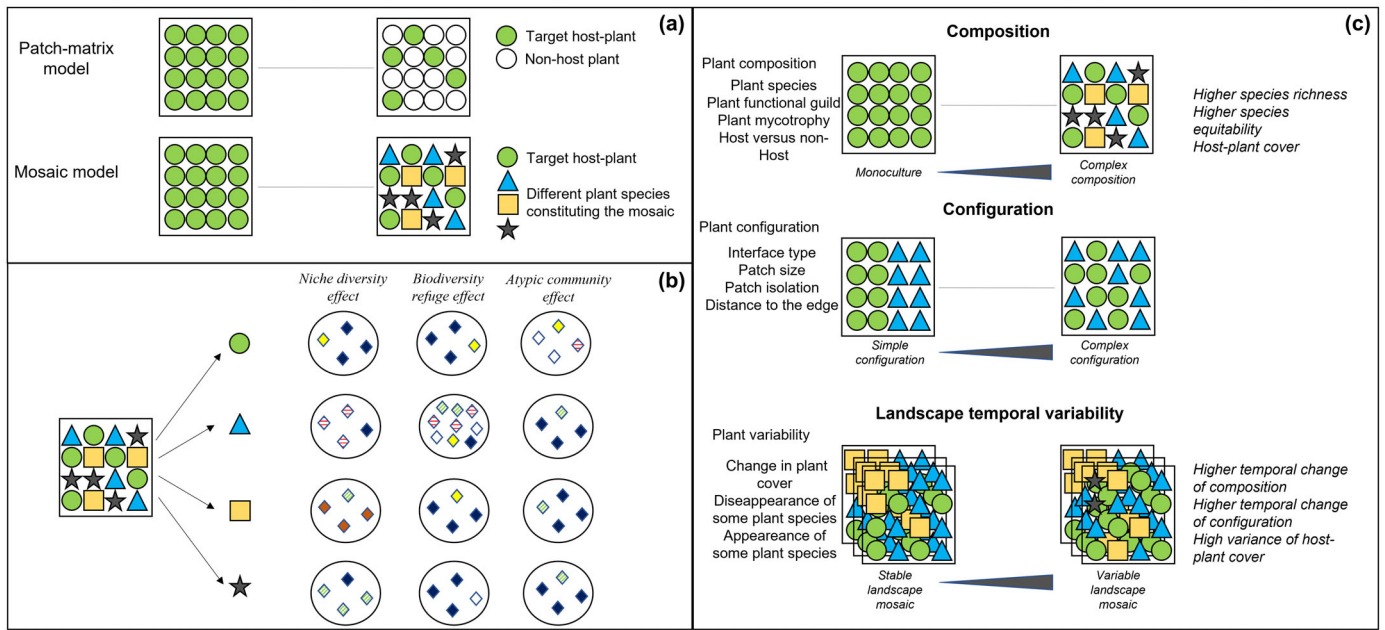 (a)
Patch-matrix
model
Target host-plant
Non-host plant
Mosaic model
Target host-plant
Different plant species
constituting the mosaic
(b)
Niche diversity
effect
Biodiversity
refuge effect
Atypic community
effect
(c)
Composition
Plant composition
Plant species
Plant functional guild
Plant mycotrophy
Host versus non-
Host
Monoculture
Complex
composition
Higher species richness
Higher species
equitability
Host-plant cover
Configuration
Plant configuration
Interface type
Patch size
Patch isolation
Distance to the edge
Simple
configuration
Complex
configuration
Landscape temporal variability
Plant variability
Change in plant
cover
Diseappearance of
some plant species
Appeareance of
some plant species
Stable
landscape
mosaic
Variable
landscape
mosaic
Higher temporal change
of composition
Higher temporal change
of configuration
High variance of host-
plant cover